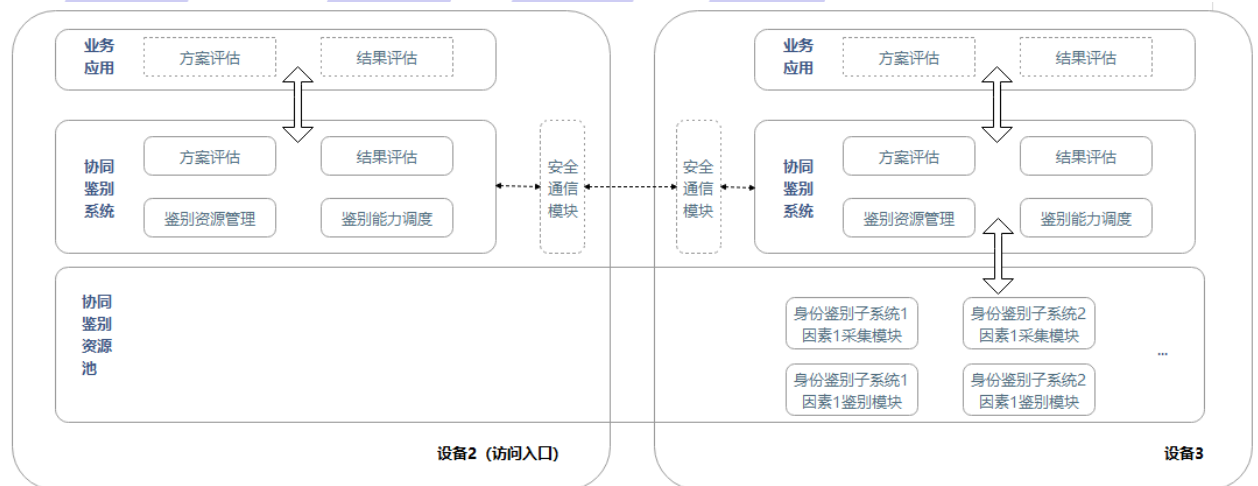 业务
应用
方案评估
结果评估
协同
鉴别
系统
方案评估
结果评估
鉴别资源管理
鉴别能力调度
安全
通信
模块
安全
通信
模块
业务
应用
方案评估
结果评估
协同
鉴别
系统
方案评估
结果评估
鉴别资源管理
鉴别能力调度
协同
鉴别
资源
池
身份鉴别子系统1
因素1采集模块
身份鉴别子系统2
因素1采集模块
身份鉴别子系统1
因素1鉴别模块
身份鉴别子系统2
因素1鉴别模块
...
设备2（访问入口）
设备3